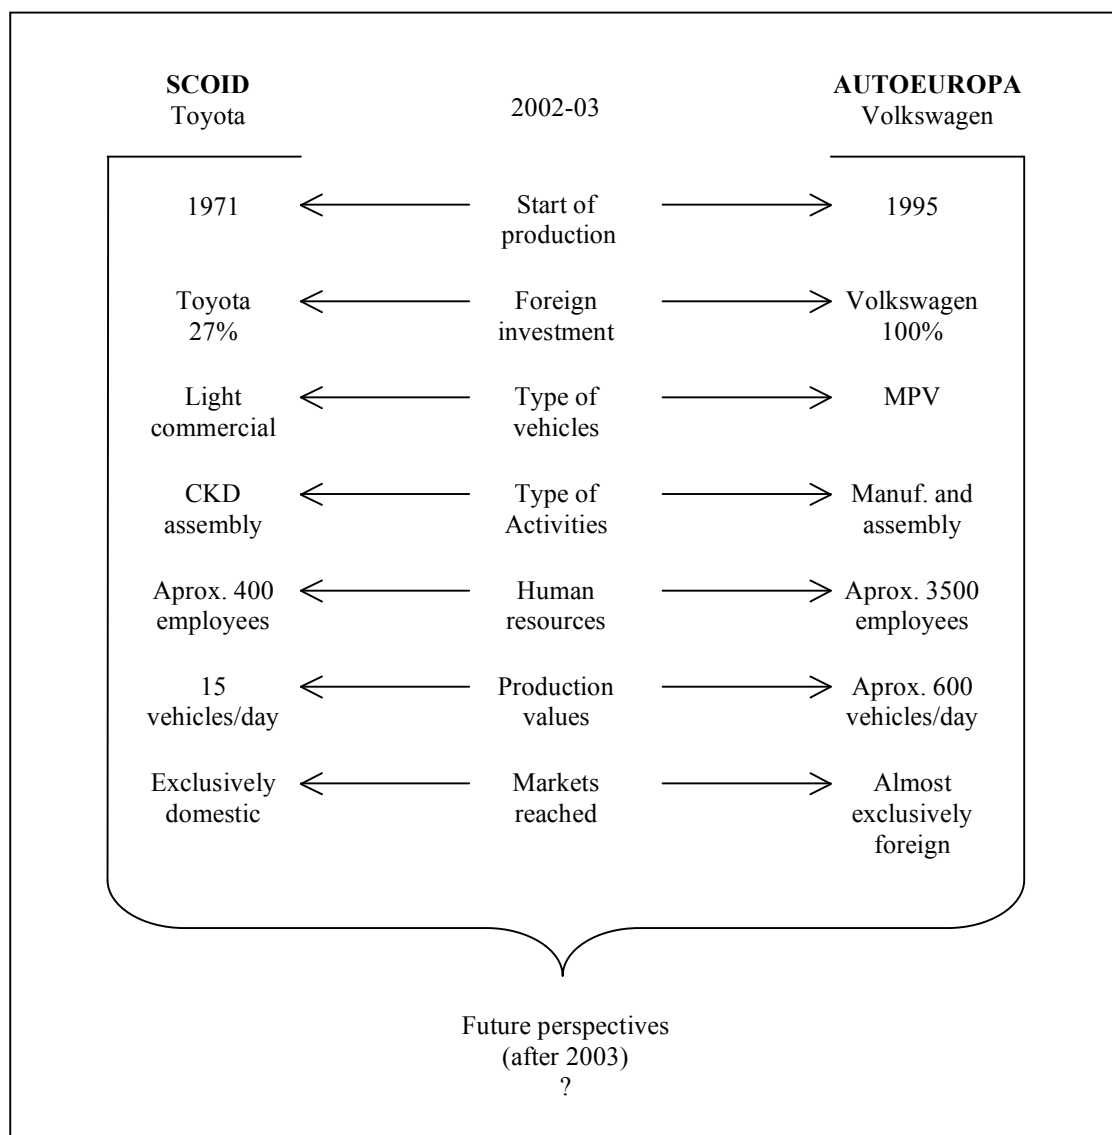 SCOID
Toyota
2002-03
AUTOEUROPA
Volkswagen
1971
Start of
production
1995
Toyota
27%
Foreign
investment
Volkswagen
100%
Light
commercial
Type of
vehicles
MPV
CKD
assembly
Type of
Activities
Manuf. and
assembly
Aprox. 400
employees
Human
resources
Aprox. 3500
employees
15
vehicles/day
Production
values
Aprox. 600
vehicles/day
Exclusively
domestic
Markets
reached
Almost
exclusively
foreign
Future perspectives
(after 2003)
?